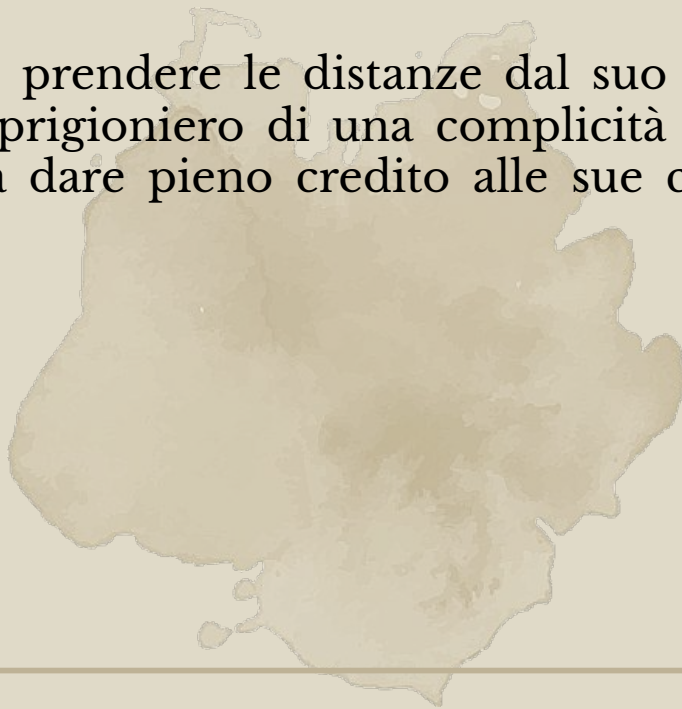 prendere le distanze dal suo
prigioniero di una complicità
dare pieno credito alle sue